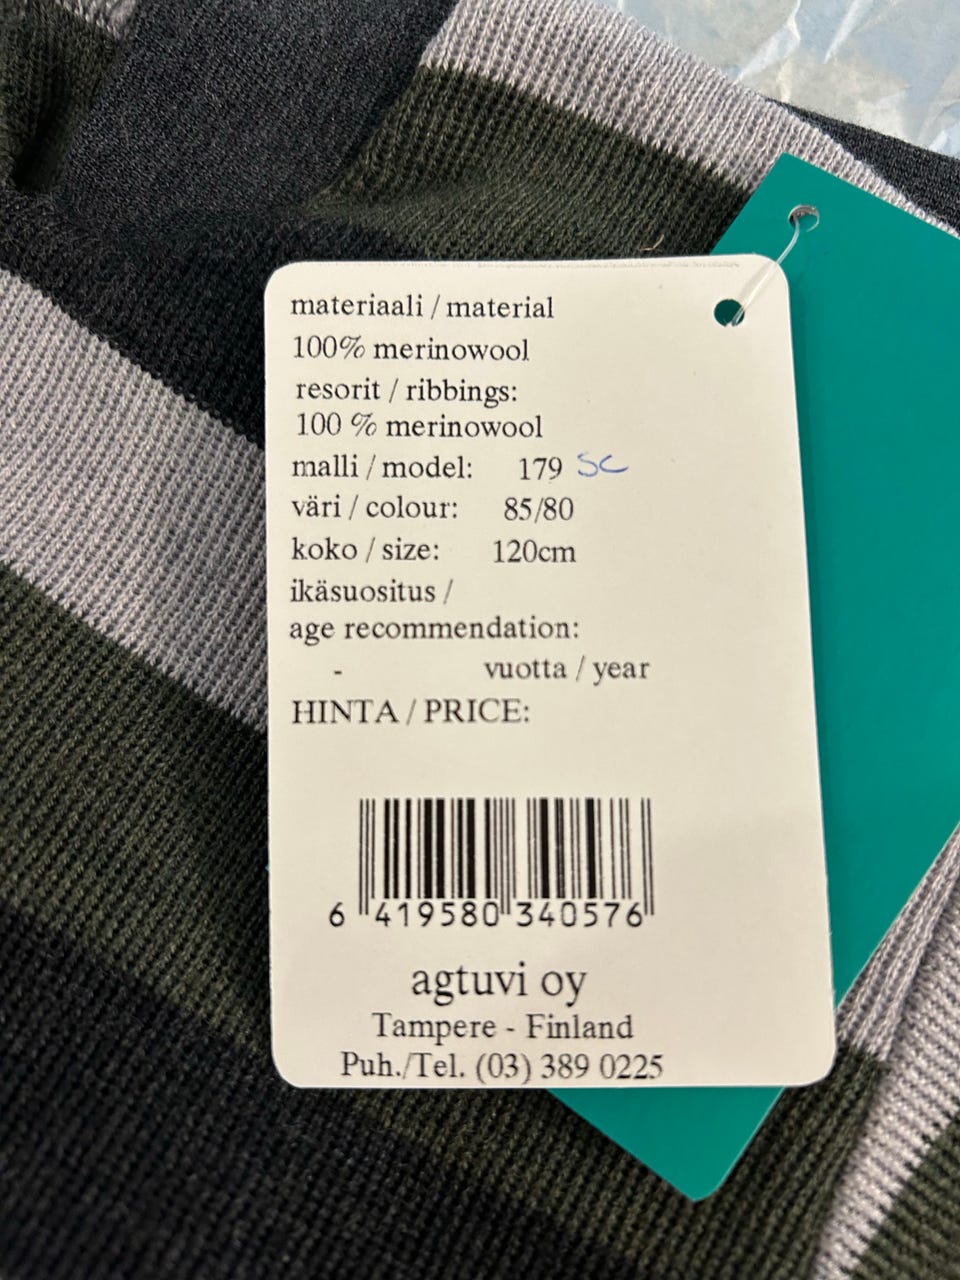 materiaali / material
100% merinowool
resorit / ribbings:
100 % merinowool
malli / model: 179 SC
väri / colour: 85/80
koko / size: 120cm
ikäsuositus /
age recommendation:
- vuotta / year
HINTA / PRICE:
6 419580 340576
agtuvi oy
Tampere - Finland
Puh./Tel. (03) 389 0225